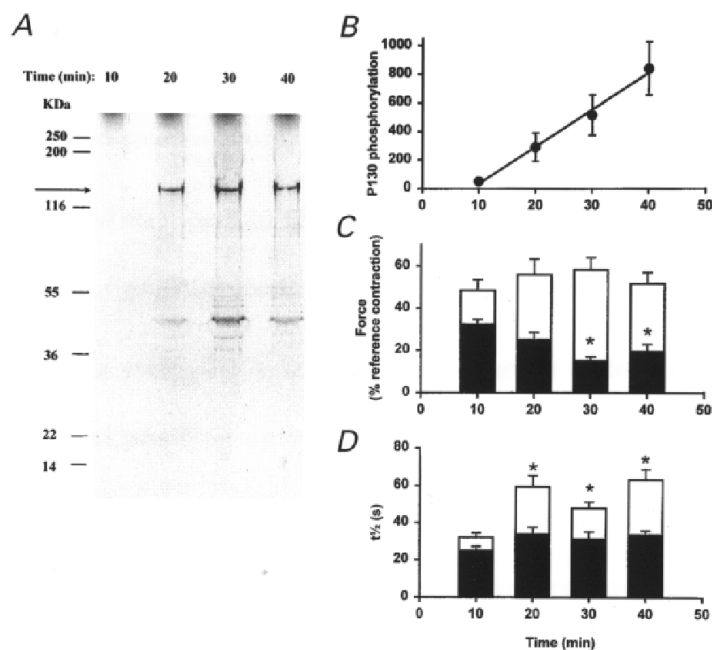 A
Time (min): 10 20 30 40
KDa
250
200
116
55
36
22
14
B
P130 phosphorylation
1000
800
600
400
200
0
0 10 20 30 40 50
C
Force
(% reference contraction)
60
40
20
0
* *
0 10 20 30 40 50
D
t½ (s)
80
60
40
20
0
* * *
0 10 20 30 40 50
Time (min)